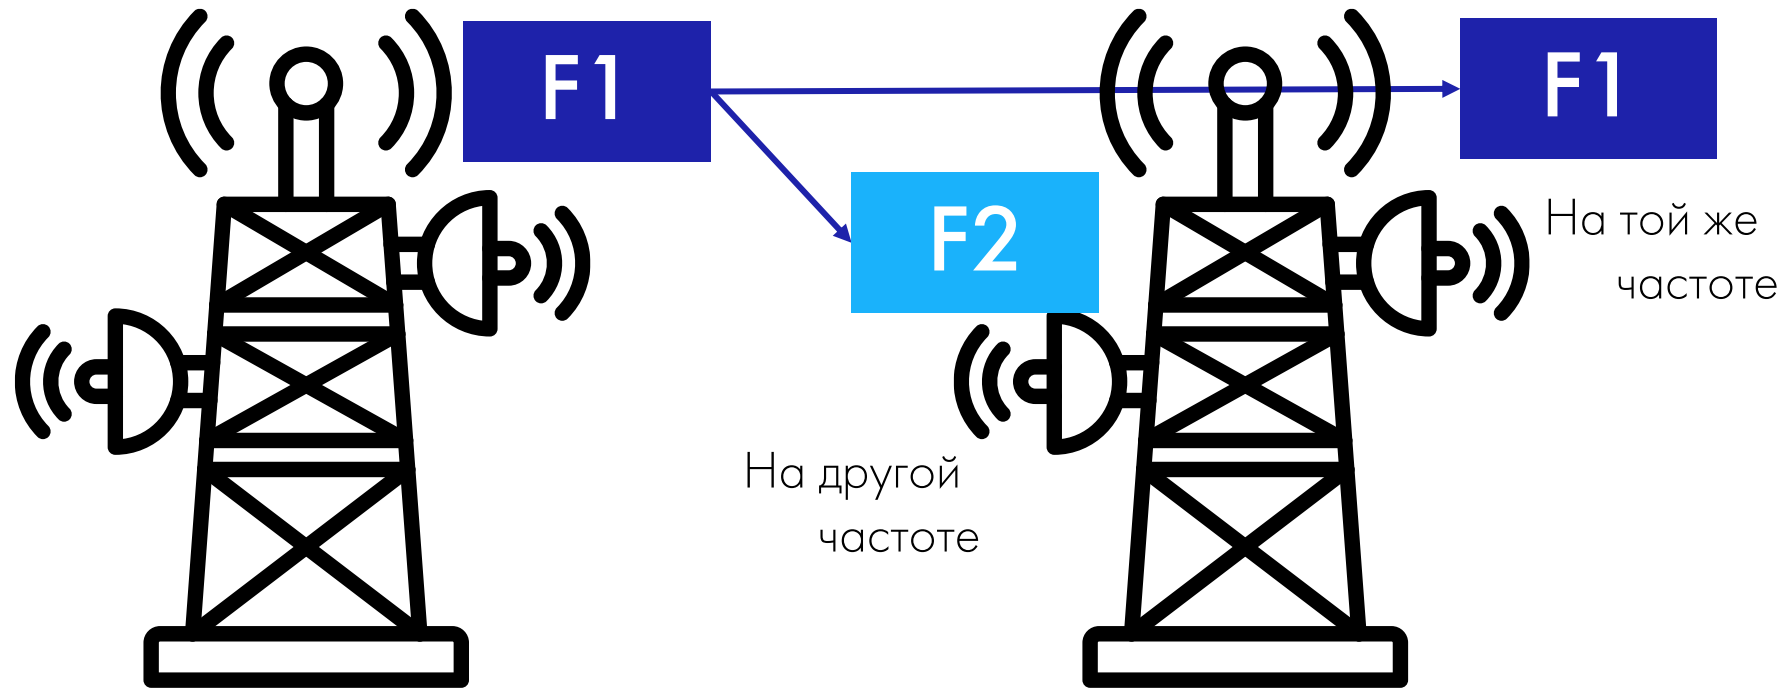 F1
F1
F2
На той же
частоте
На другой
частоте